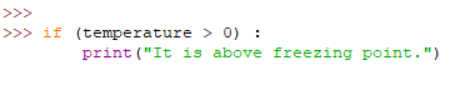 >>>
>>> if (temperature > 0) :
        print("It is above freezing point.")